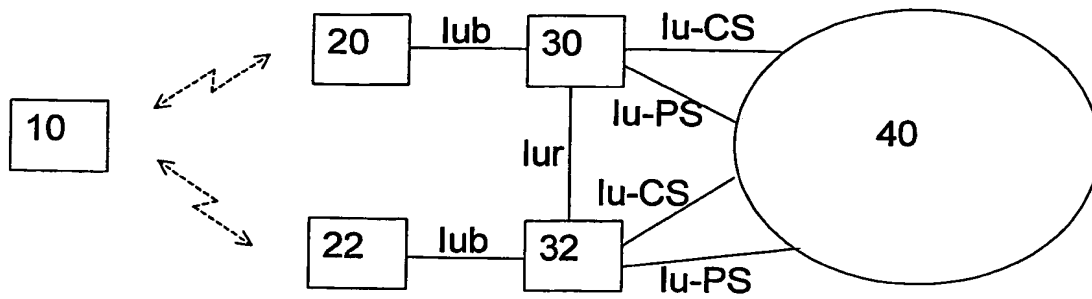 20 Iub 30 Iu-CS
10 Iu-PS 40
Iur Iu-CS
22 Iub 32 Iu-PS